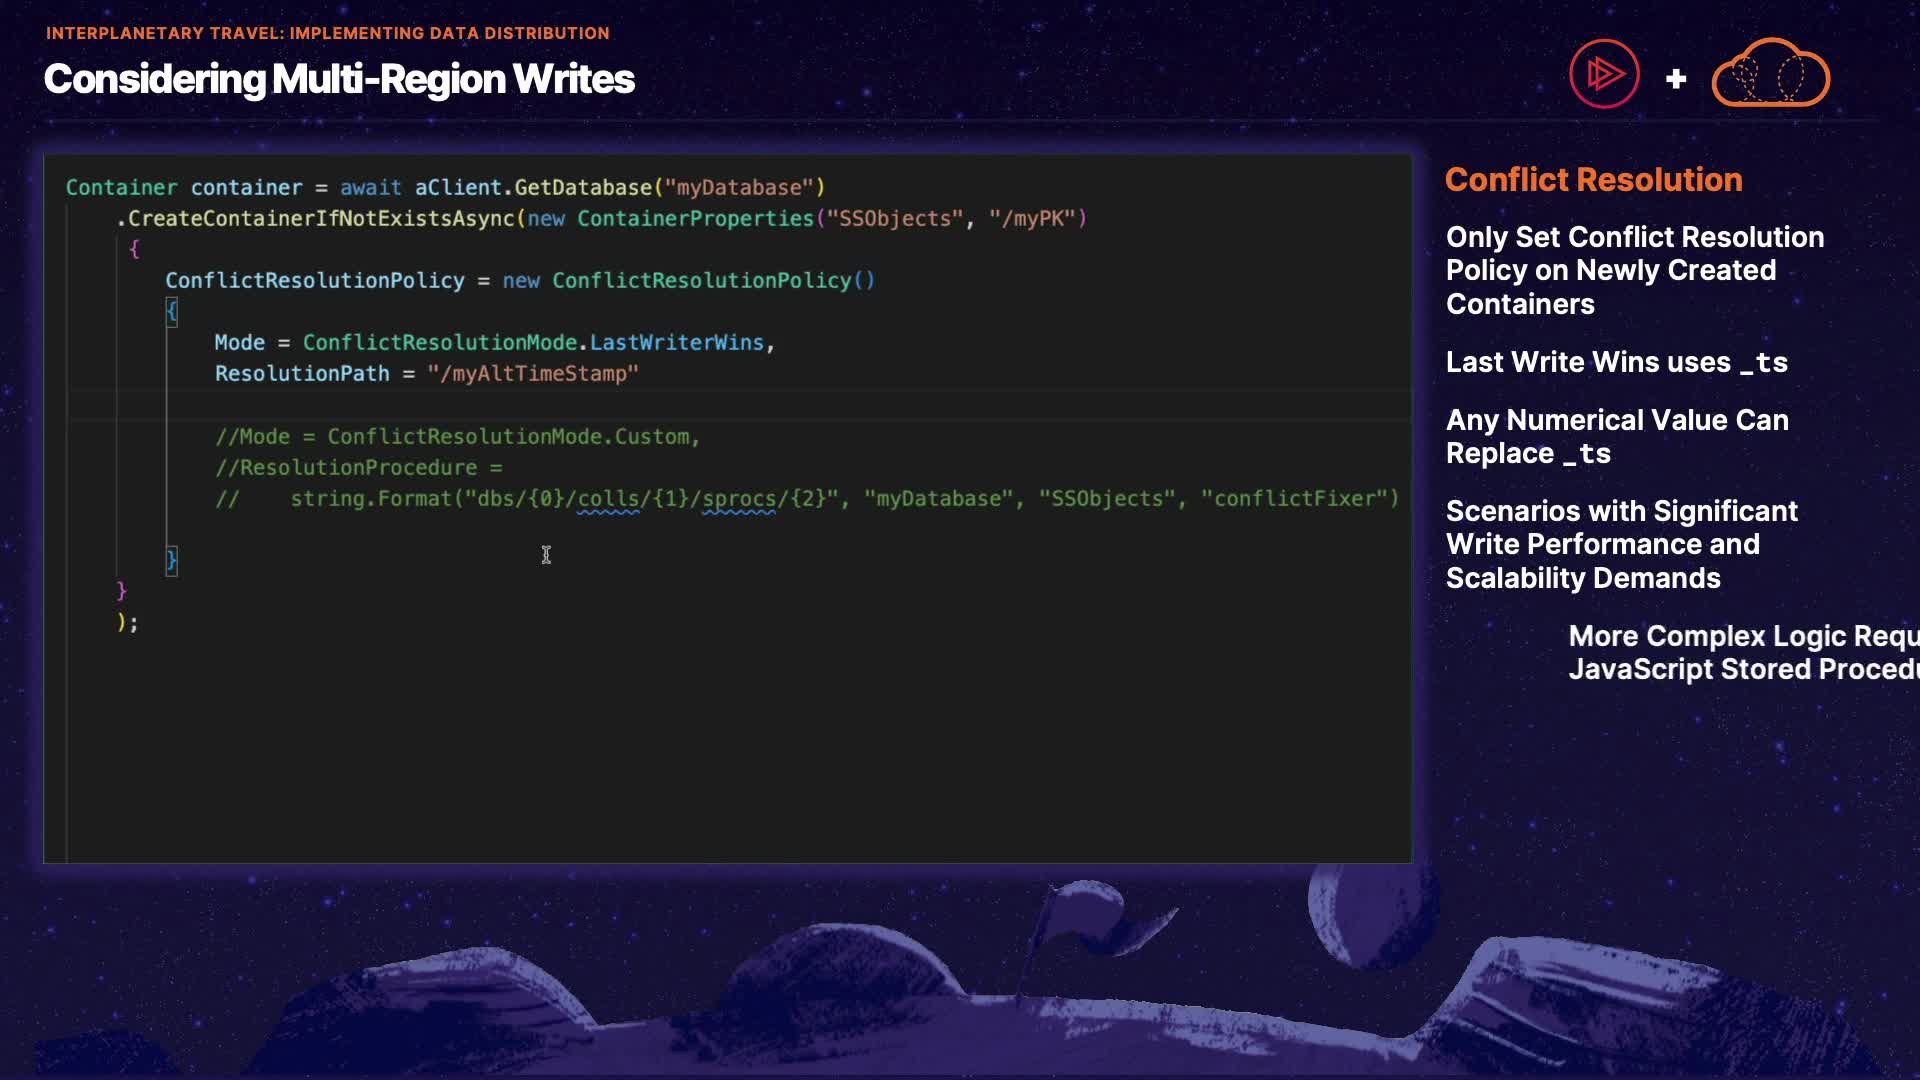 INTERPLANETARY TRAVEL: IMPLEMENTING DATA DISTRIBUTION
Considering Multi-Region Writes
+
Container container = await aClient.GetDatabase("myDatabase")
.CreateContainerIfNotExistsAsync(new ContainerProperties("SSObjects", "/myPK")
{
ConflictResolutionPolicy = new ConflictResolutionPolicy()
{
Mode = ConflictResolutionMode.LastWriterWins,
ResolutionPath = "/myAltTimeStamp"
//Mode = ConflictResolutionMode.Custom,
//ResolutionProcedure =
//    string.Format("dbs/{0}/colls/{1}/sprocs/{2}", "myDatabase", "SSObjects", "conflictFixer")
}
}
);
Conflict Resolution
Only Set Conflict Resolution
Policy on Newly Created
Containers
Last Write Wins uses _ts
Any Numerical Value Can
Replace _ts
Scenarios with Significant
Write Performance and
Scalability Demands
More Complex Logic Requ
JavaScript Stored Procedu